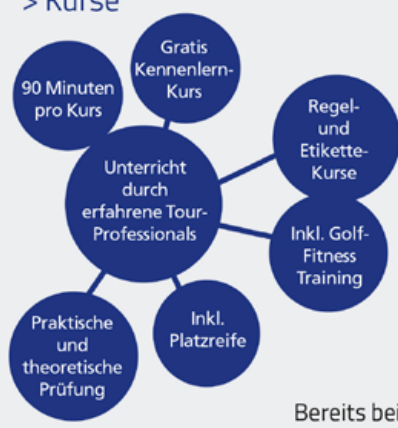 > Kurse
Gratis
Kennenlern-
Kurs
90 Minuten
pro Kurs
Regel-
und
Etikette-
Kurse
Unterricht
durch
erfahrene Tour-
Professionals
Inkl. Golf-
Fitness
Training
Praktische
und
theoretische
Prüfung
Inkl.
Platzreife
Bereits bei